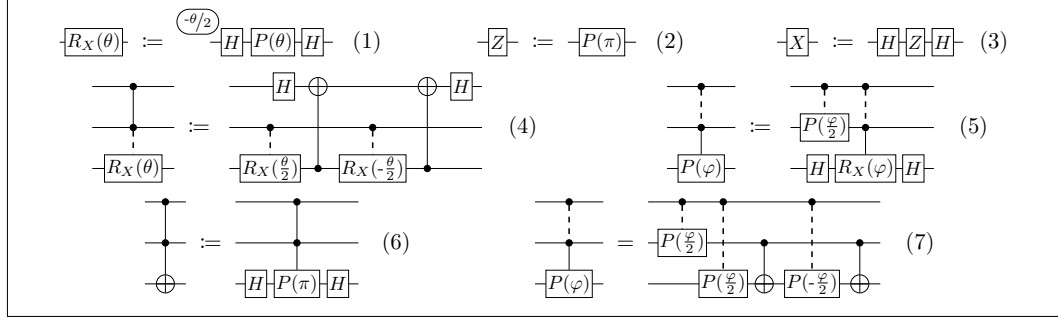 R_X(θ) := -θ/2 H P(θ) H (1) Z := P(π) (2) X := H Z H (3)
H H
:= (4) P(φ/2) := (5)
R_X(θ) R_X(θ/2) R_X(-θ/2) P(φ) H R_X(φ) H
:= (6) P(φ/2) = (7)
H P(π) H P(φ) P(φ/2) P(-φ/2)